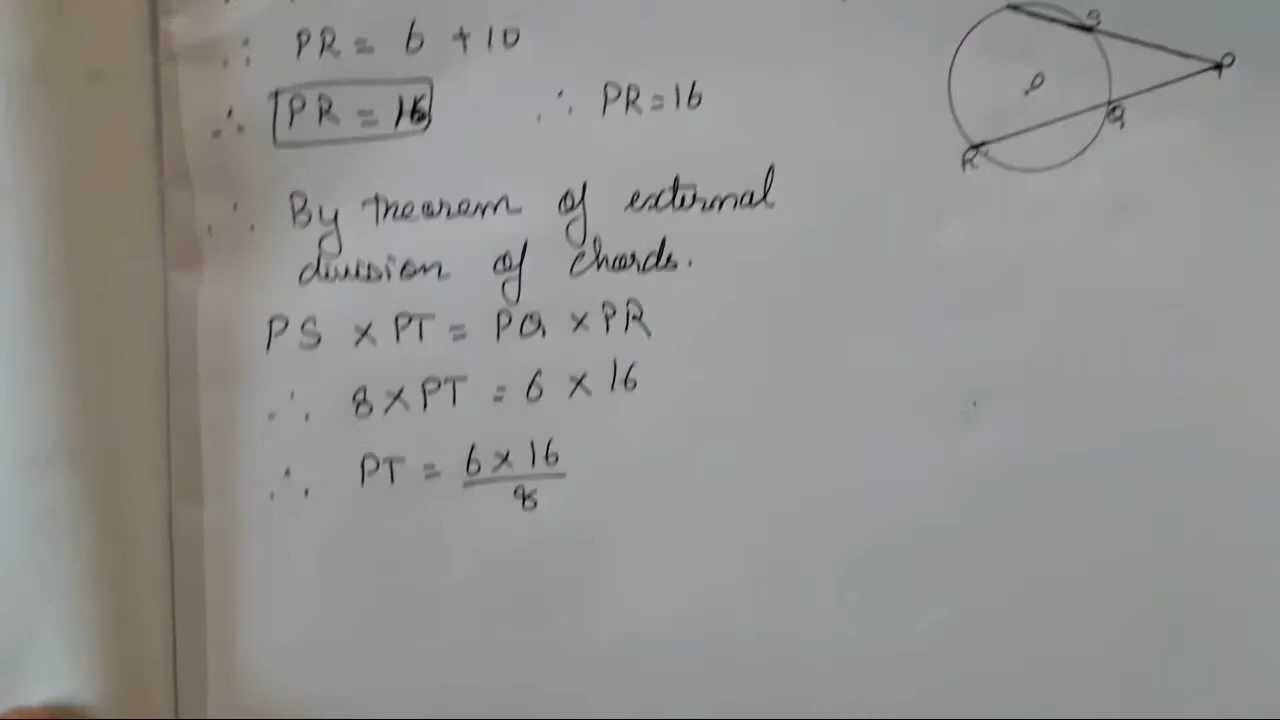 ∴ PR = 6 + 10
∴ PR = 16 ∴ PR = 16
∴ By theorem of external
division of chords.
PS × PT = PQ × PR
∴ 8 × PT = 6 × 16
∴ PT = 6 × 16
8
S
P
O
Q
R